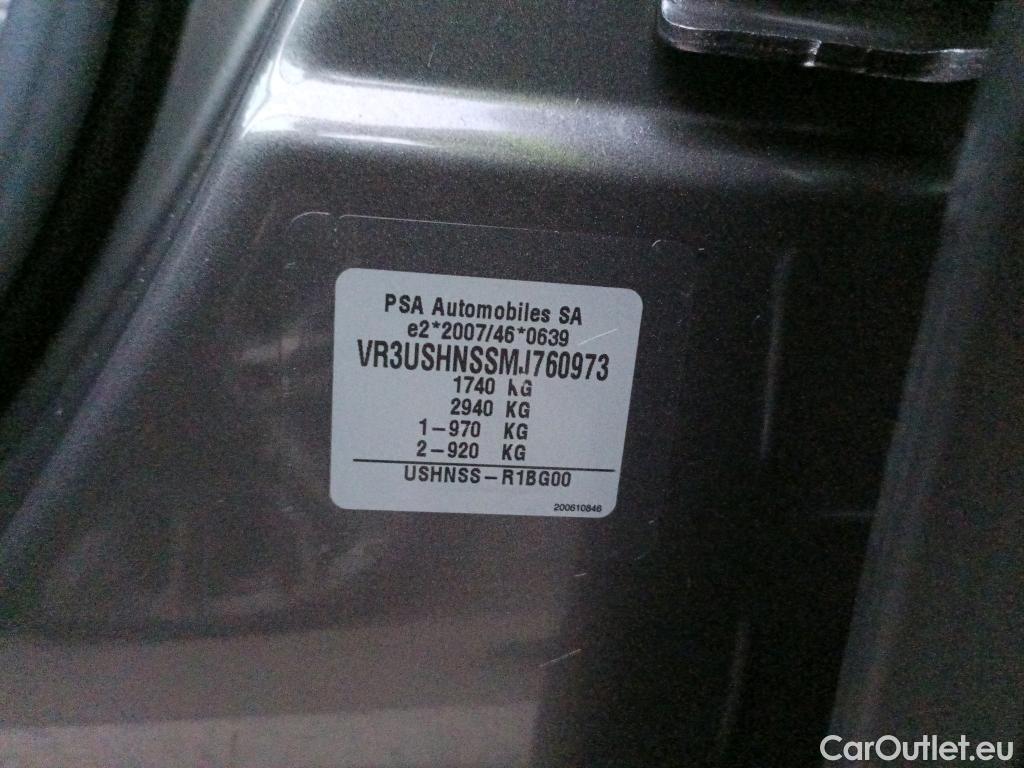 PSA Automobiles SA
e2*2007/46*0639
VR3USHNSSMJ760973
1740 KG
2940 KG
1-970 KG
2-920 KG
USHNSS-R1BG00
200610846
CarOutlet.eu